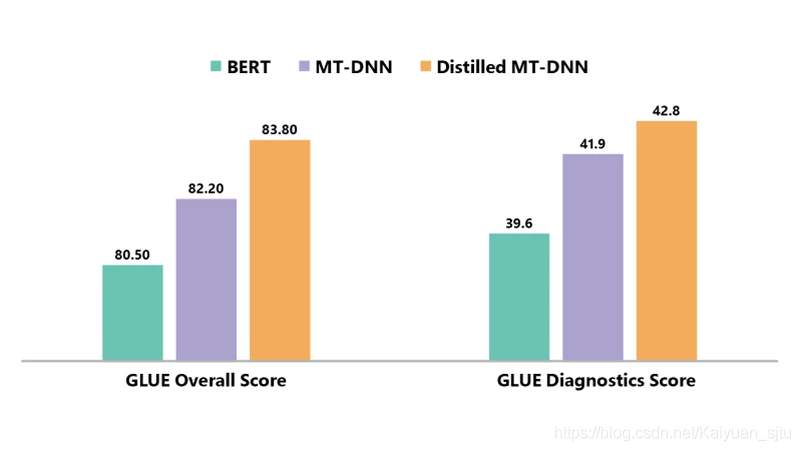 BERT MT-DNN Distilled MT-DNN
80.50 82.20 83.80
39.6 41.9 42.8
GLUE Overall Score GLUE Diagnostics Score
https://blog.csdn.net/Kaiyuan_sjtu